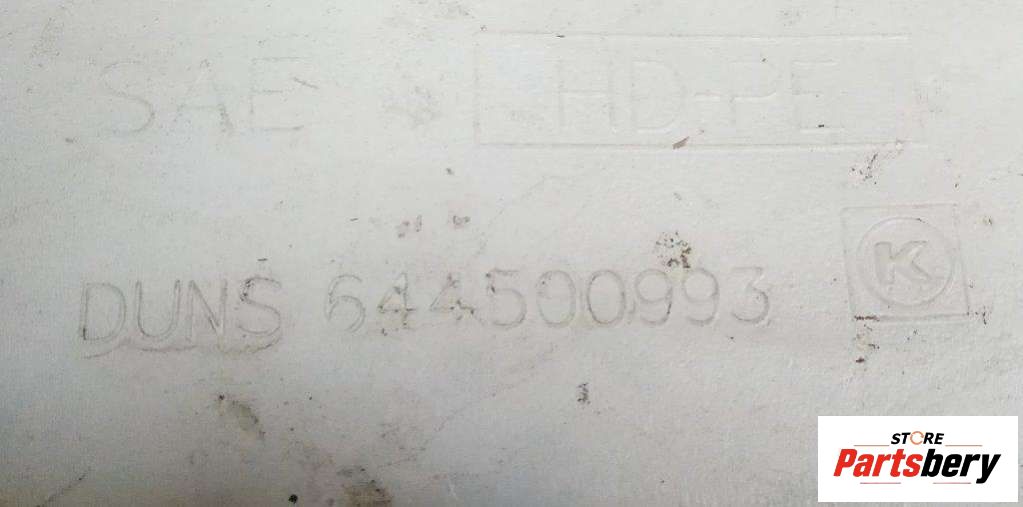 SAE HD-PE
DUNS 644500993 K
STORE
Partsbery